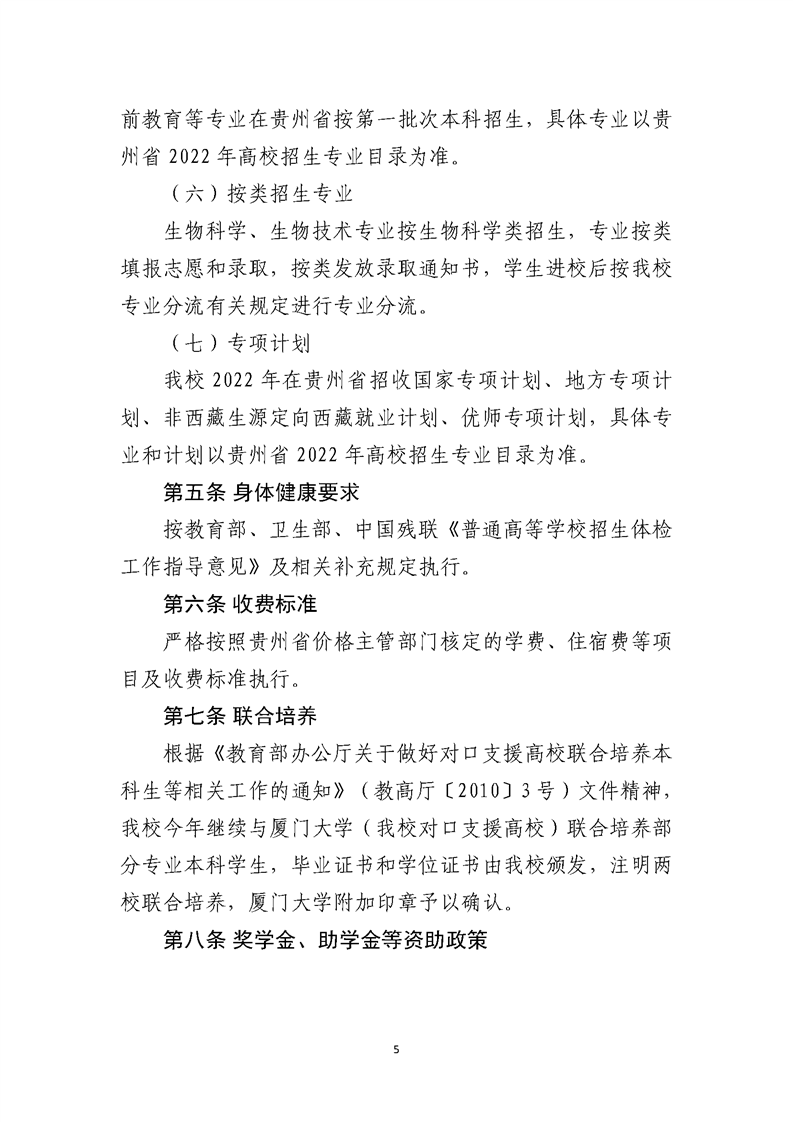 前教育等专业在贵州省按第一批次本科招生，具体专业以贵
州省 2022 年高校招生专业目录为准。
（六）按类招生专业
生物科学、生物技术专业按生物科学类招生，专业按类
填报志愿和录取，按类发放录取通知书，学生进校后按我校
专业分流有关规定进行专业分流。
（七）专项计划
我校 2022 年在贵州省招收国家专项计划、地方专项计
划、非西藏生源定向西藏就业计划、优师专项计划，具体专
业和计划以贵州省 2022 年高校招生专业目录为准。
第五条 身体健康要求
按教育部、卫生部、中国残联《普通高等学校招生体检
工作指导意见》及相关补充规定执行。
第六条 收费标准
严格按照贵州省价格主管部门核定的学费、住宿费等项
目及收费标准执行。
第七条 联合培养
根据《教育部办公厅关于做好对口支援高校联合培养本
科生等相关工作的通知》（教高厅〔2010〕3 号）文件精神，
我校今年继续与厦门大学（我校对口支援高校）联合培养部
分专业本科学生，毕业证书和学位证书由我校颁发，注明两
校联合培养，厦门大学附加印章予以确认。
第八条 奖学金、助学金等资助政策
5